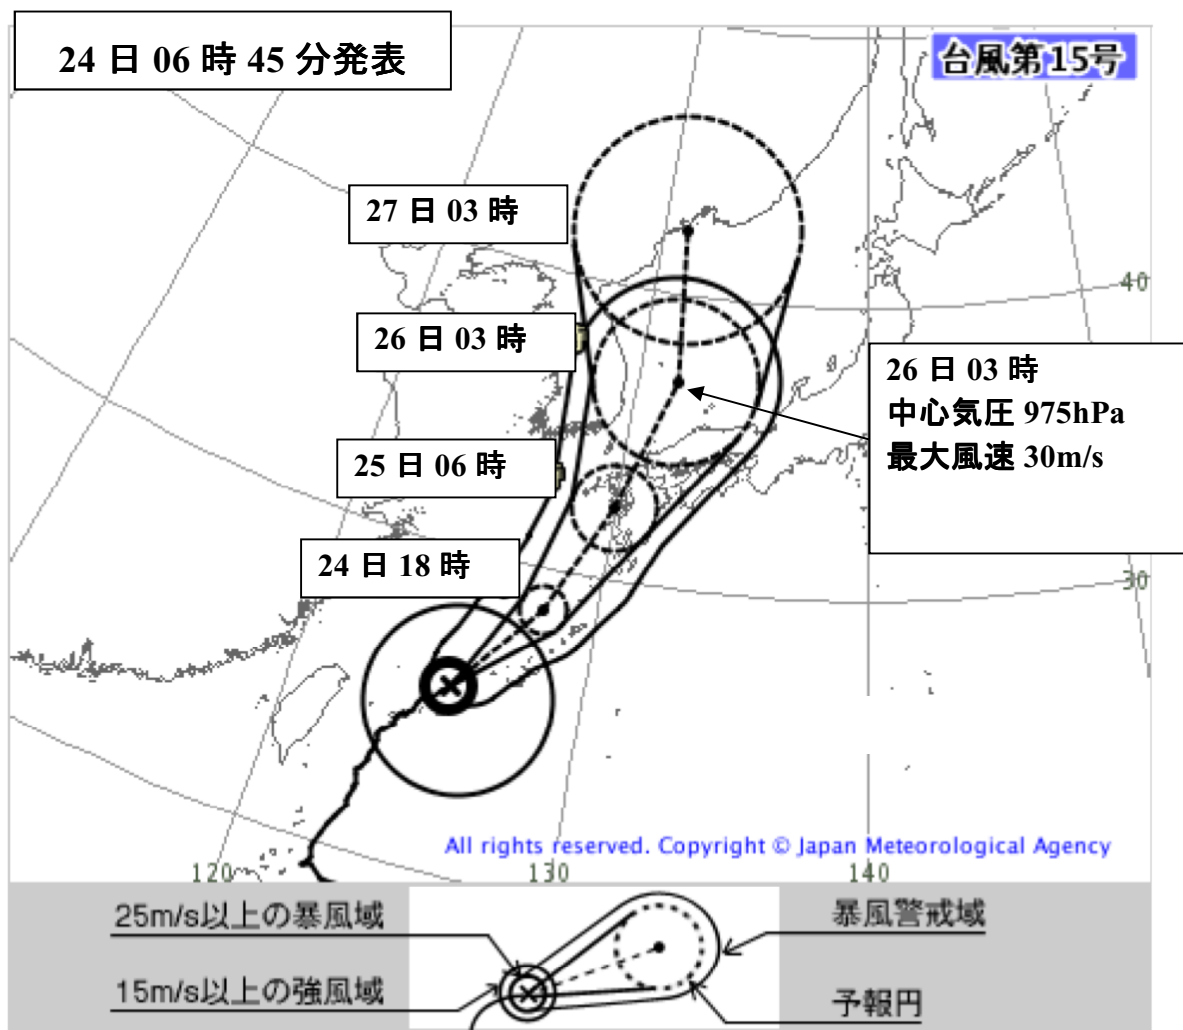 24 日 06 時 45 分発表
台風第15号
27 日 03 時
40
26 日 03 時
26 日 03 時
中心気圧 975hPa
最大風速 30m/s
25 日 06 時
24 日 18 時
30
All rights reserved. Copyright © Japan Meteorological Agency
120
130
140
25m/s以上の暴風域
暴風警戒域
15m/s以上の強風域
予報円